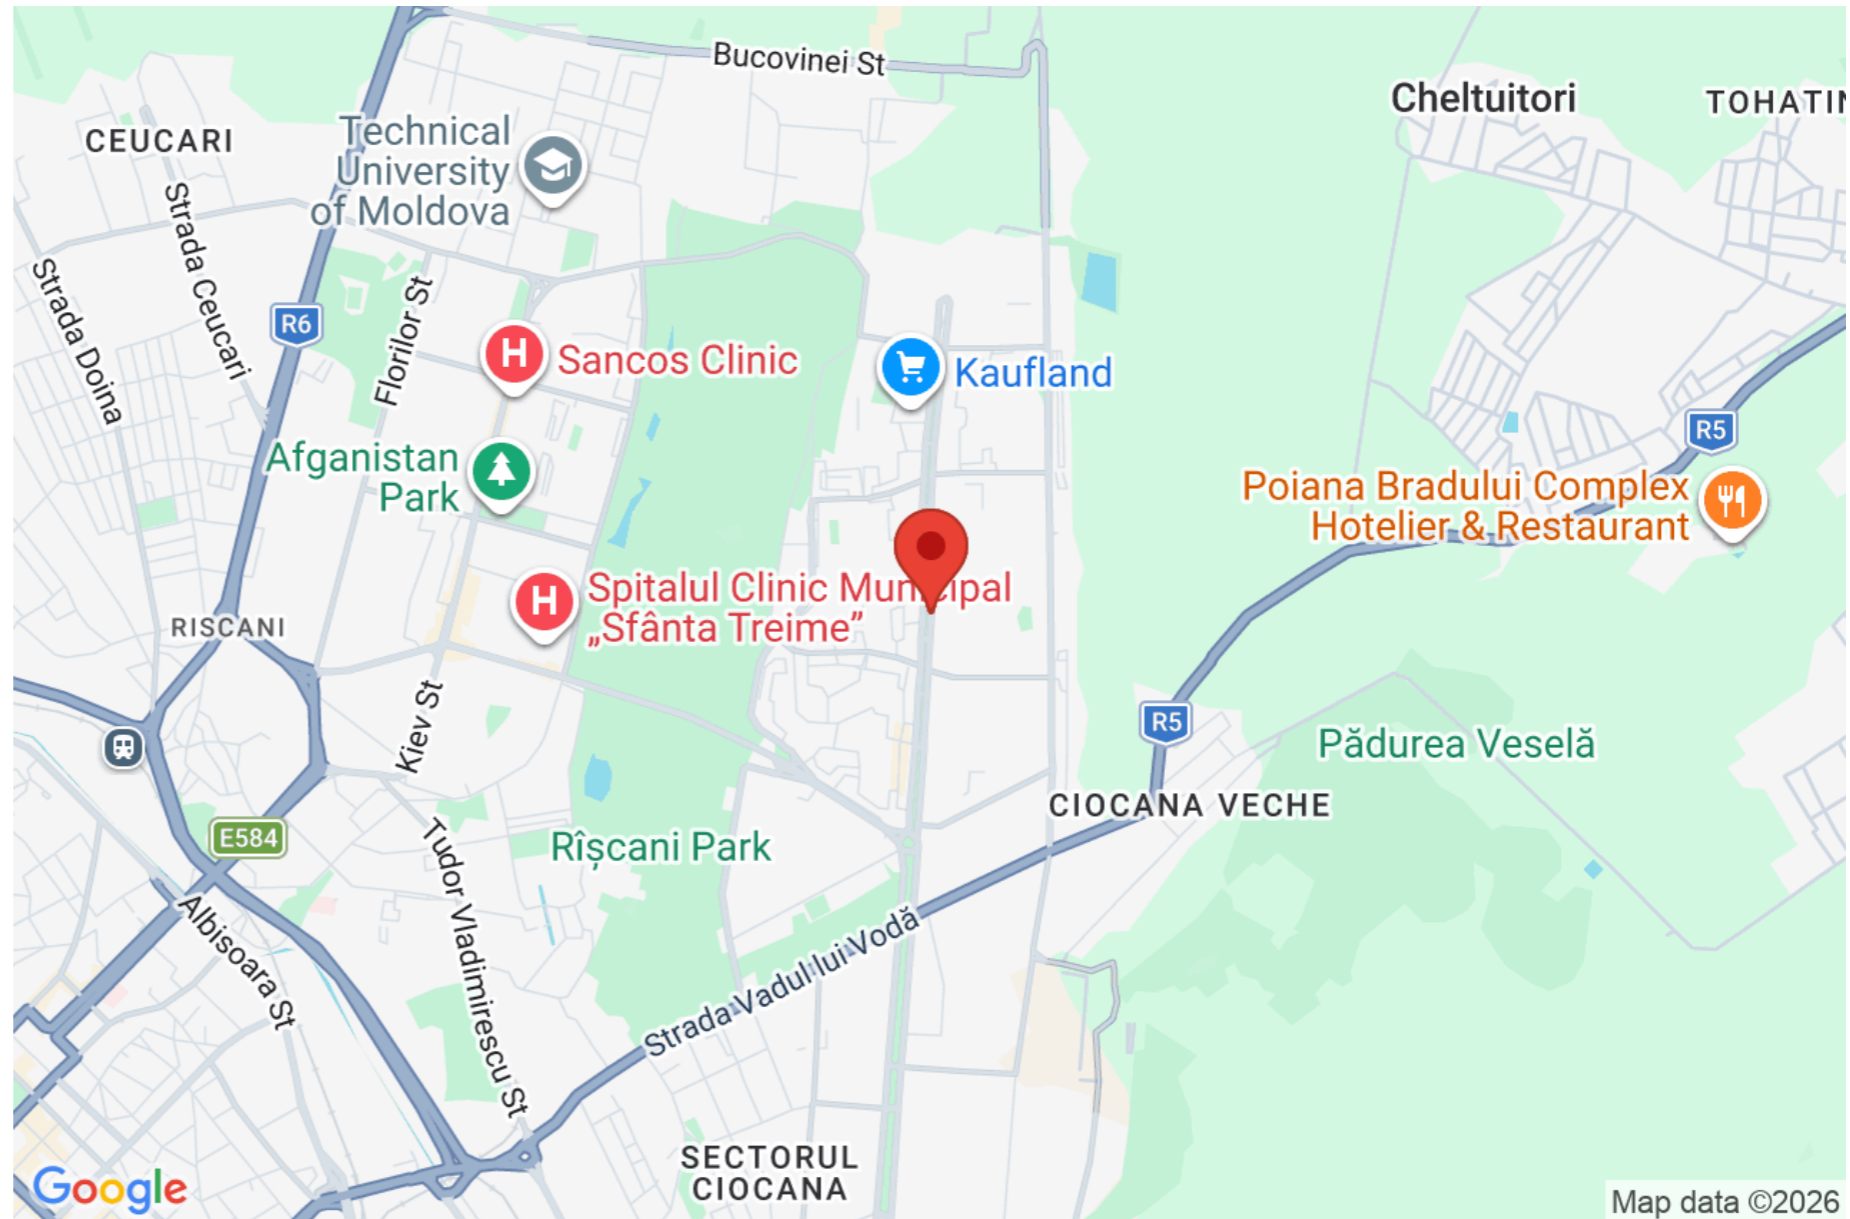 Bucovinei St
Cheltuitori
TOHATIN
CEUCARI
Technical
University
of Moldova
Strada Ceucari
Strada Doina
Florilor St
R6
H
Sancos Clinic
Kaufland
R5
Afganistan
Park
Poiana Bradului Complex
Hotelier & Restaurant
H
Spitalul Clinic Municipal
„Sfânta Treime”
RISCANI
Kiev St
R5
Pădurea Veselă
CIOCANA VECHE
E584
Rîșcani Park
Tudor Vladimirescu St
Albisoara St
Strada Vadul lui Vodă
SECTORUL
CIOCANA
Google
Map data ©2026